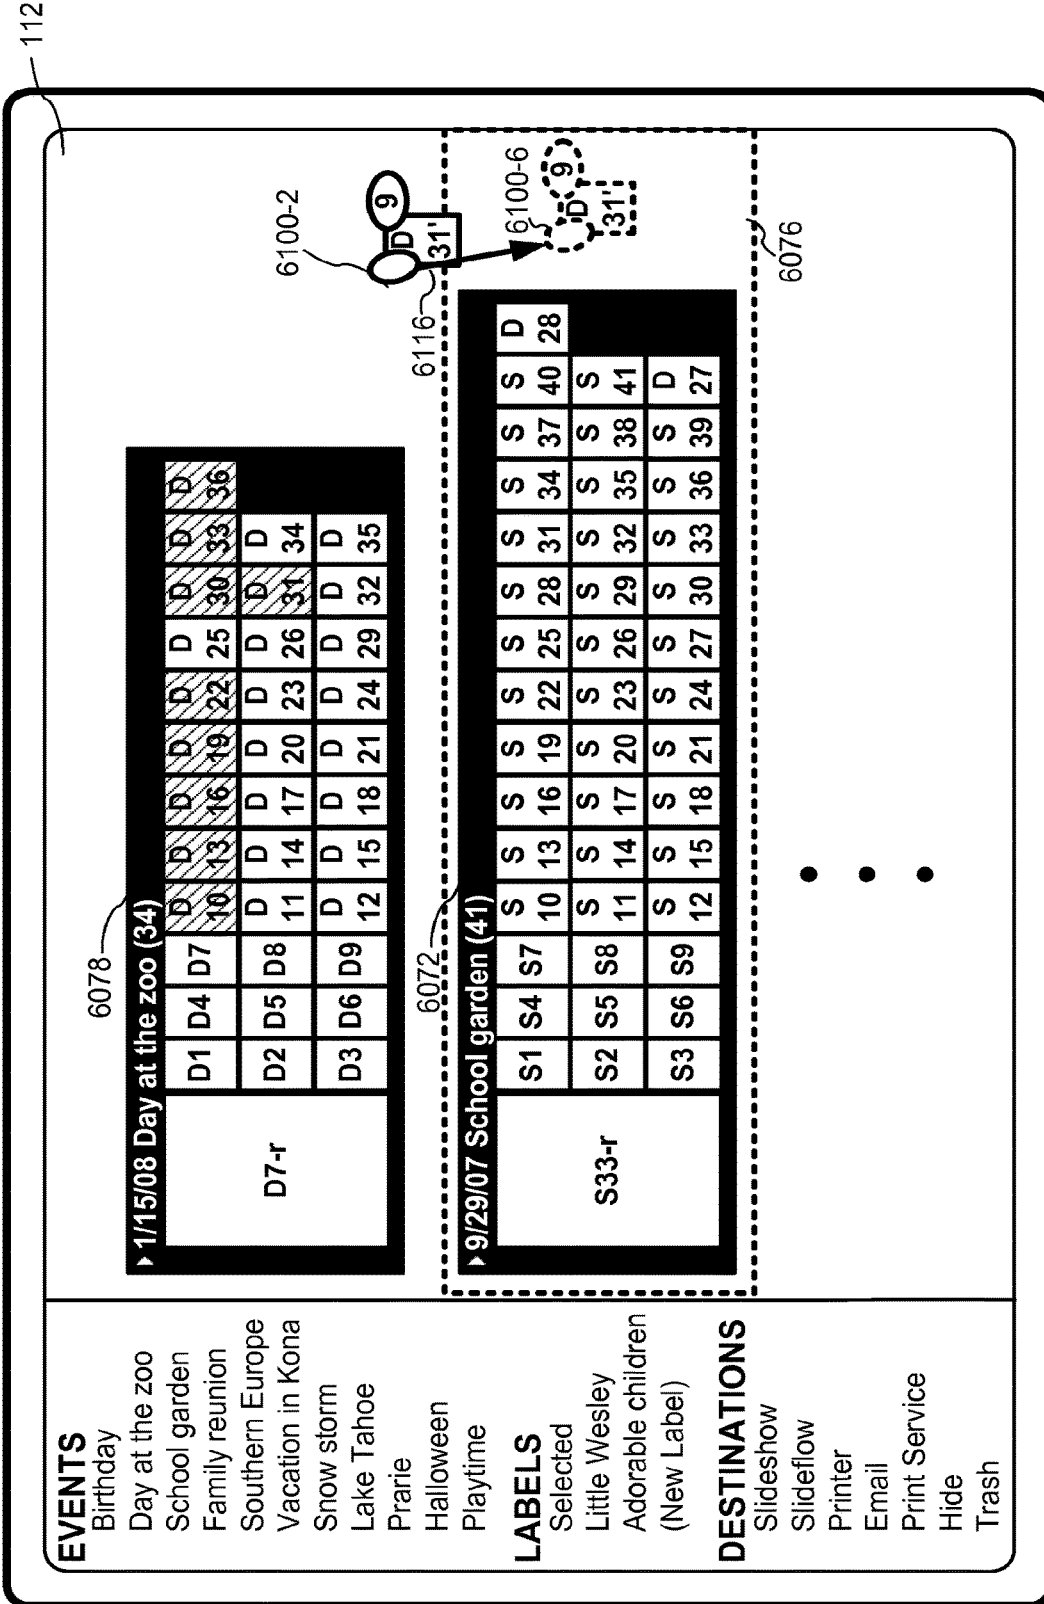 112
EVENTS
Birthday
Day at the zoo
School garden
Family reunion
Southern Europe
Vacation in Kona
Snow storm
Lake Tahoe
Prarie
Halloween
Playtime
LABELS
Selected
Little Wesley
Adorable children
(New Label)
DESTINATIONS
Slideshow
Slideflow
Printer
Email
Print Service
Hide
Trash
6078
1/15/08 Day at the zoo (34)
D7-r
D1 D4 D7 D 10 D 13 D 16 D 19 D 22 D 25 D 30 D 33 D 36
D2 D5 D8 D 11 D 14 D 17 D 20 D 23 D 26 D 31 D 34
D3 D6 D9 D 12 D 15 D 18 D 21 D 24 D 29 D 32 D 35
6100-2
9
D
31'
6116
6072
9/29/07 School garden (41)
S33-r
S1 S4 S7 S 10 S 13 S 16 S 19 S 22 S 25 S 28 S 31 S 34 S 37 S 40 D 28
S2 S5 S8 S 11 S 14 S 17 S 20 S 23 S 26 S 29 S 32 S 35 S 38 S 41
S3 S6 S9 S 12 S 15 S 18 S 21 S 24 S 27 S 30 S 33 S 36 S 39 D 27
6100-6
9
D
31'
6076